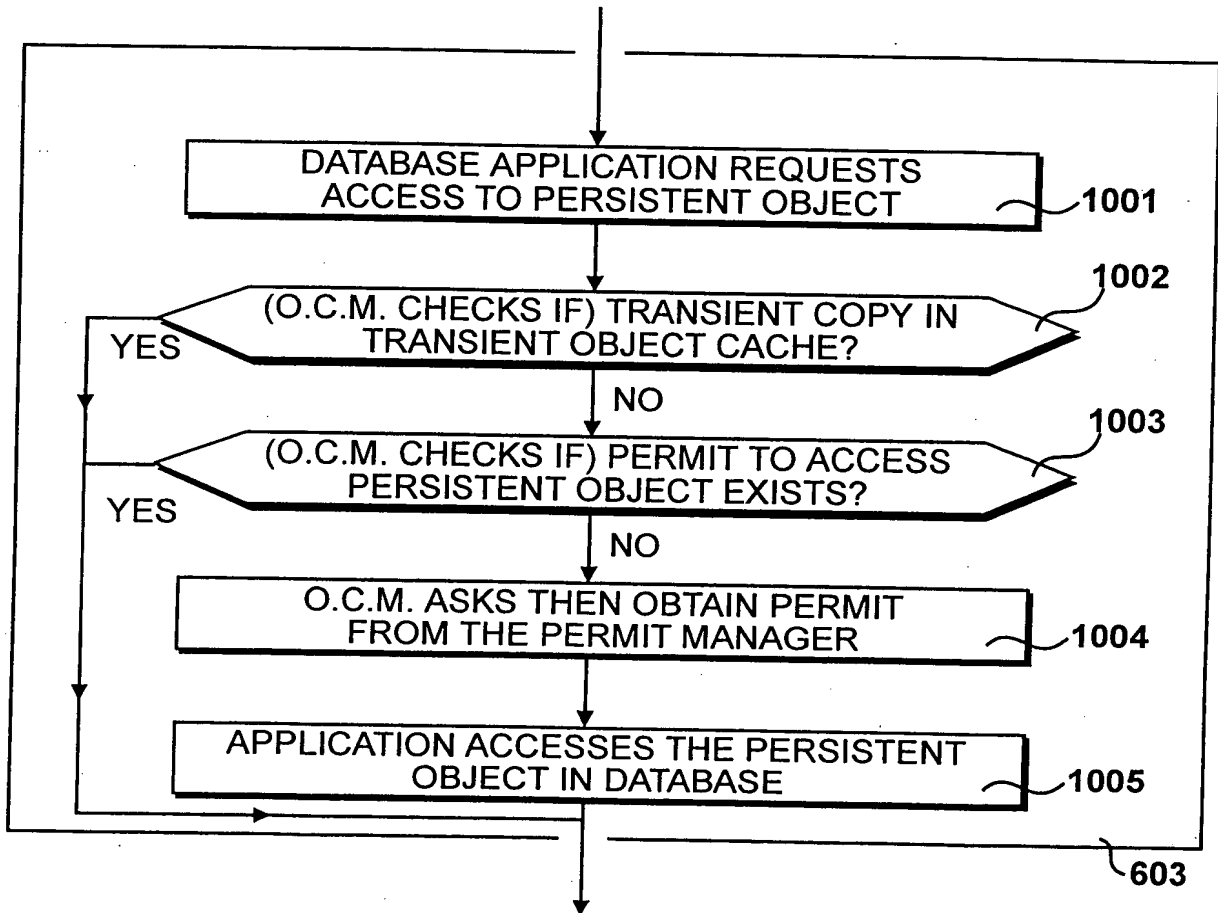 DATABASE APPLICATION REQUESTS
ACCESS TO PERSISTENT OBJECT
1001
1002
(O.C.M. CHECKS IF) TRANSIENT COPY IN
TRANSIENT OBJECT CACHE?
YES
NO
1003
(O.C.M. CHECKS IF) PERMIT TO ACCESS
PERSISTENT OBJECT EXISTS?
YES
NO
O.C.M. ASKS THEN OBTAIN PERMIT
FROM THE PERMIT MANAGER
1004
APPLICATION ACCESSES THE PERSISTENT
OBJECT IN DATABASE
1005
603